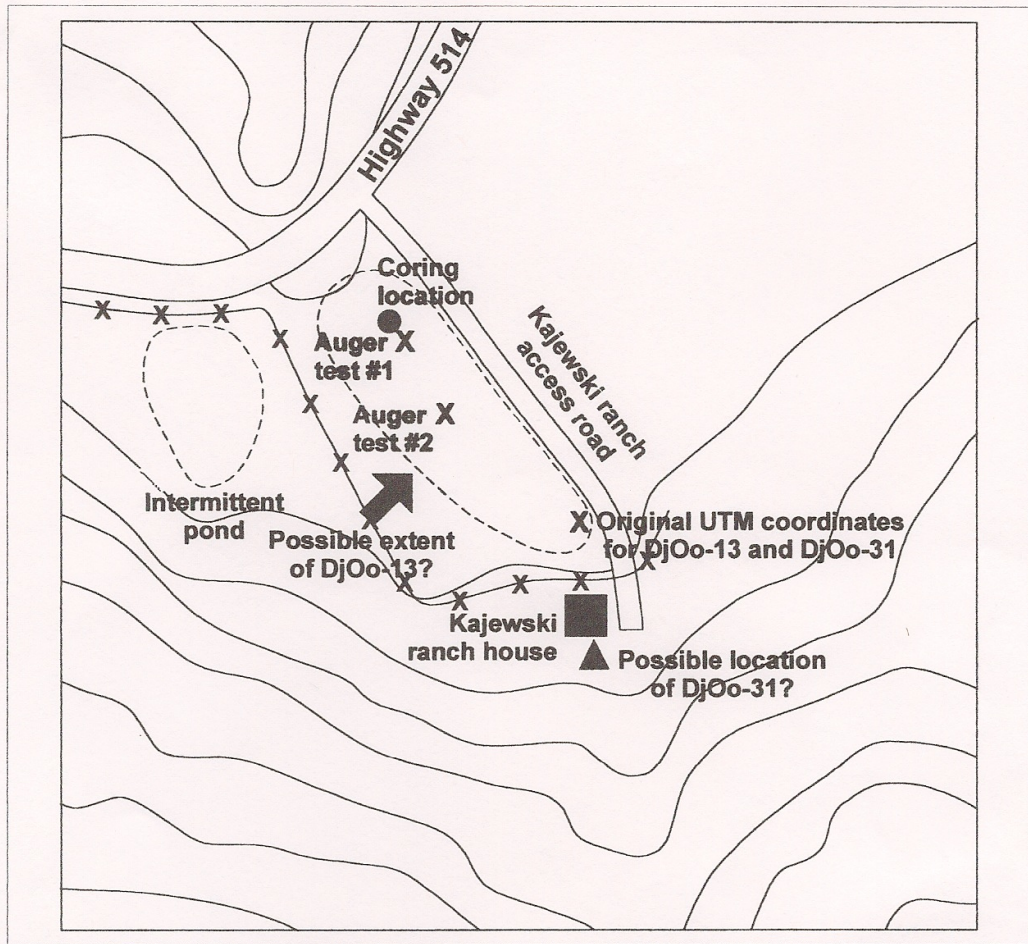 Highway 514
Coring
location
Auger X
test #1
Auger X
test #2
Kajewski ranch
access road
Intermittent
pond
Possible extent
of DjOo-13?
X Original UTM coordinates
for DjOo-13 and DjOo-31
Kajewski
ranch house
Possible location
of DjOo-31?